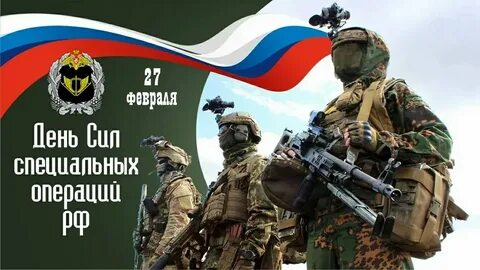 27
февраля
День Сил
специальных
операций
РФ